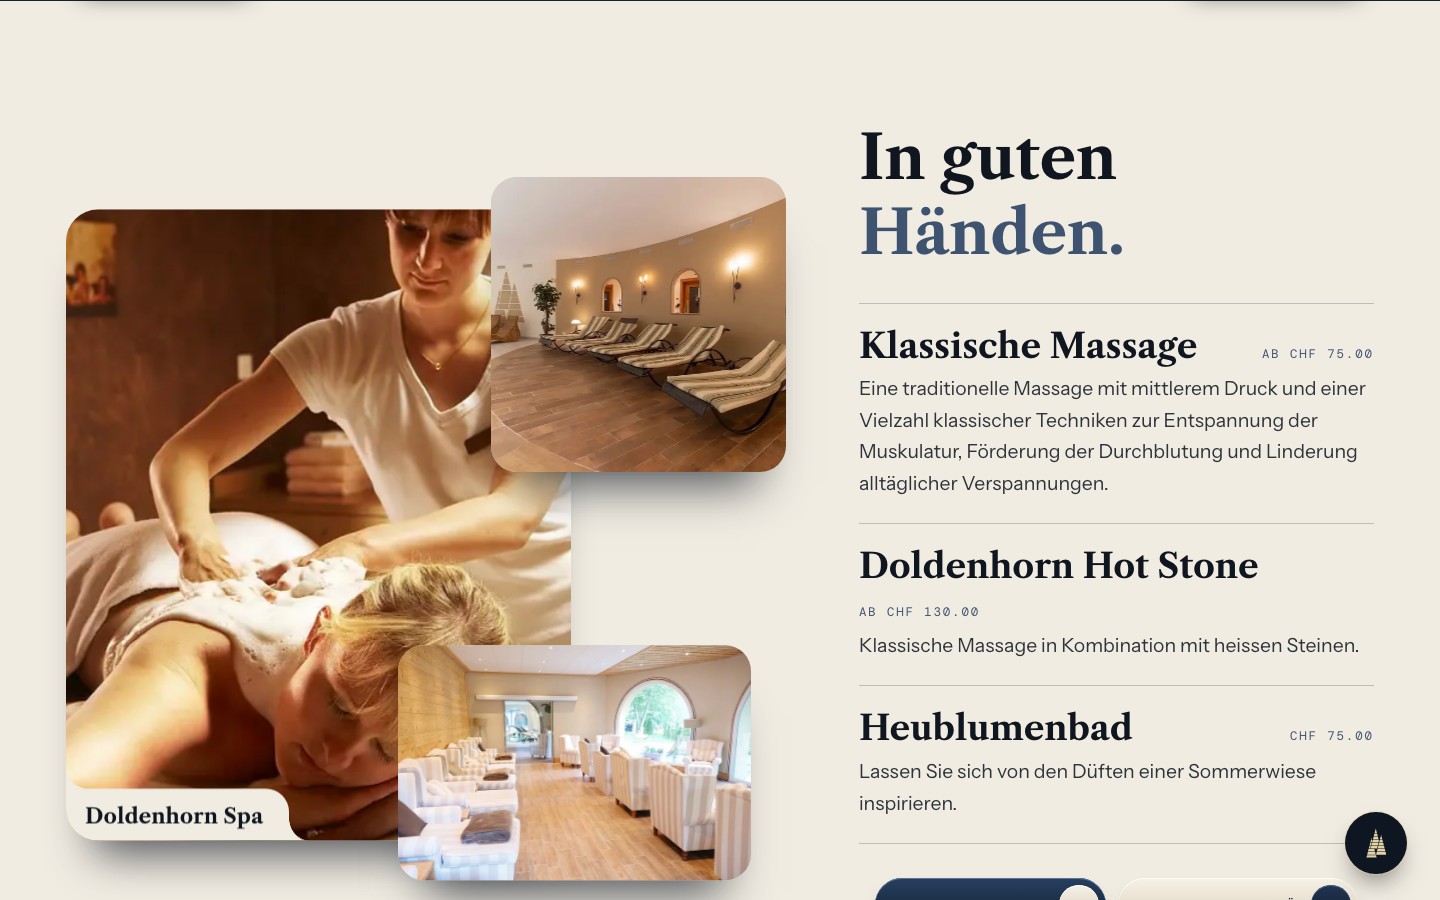 In guten
Händen.
Klassische Massage
AB CHF 75.00
Eine traditionelle Massage mit mittlerem Druck und einer
Vielzahl klassischer Techniken zur Entspannung der
Muskulatur, Förderung der Durchblutung und Linderung
alltäglicher Verspannungen.
Doldenhorn Hot Stone
AB CHF 130.00
Klassische Massage in Kombination mit heissen Steinen.
Heublumenbad
CHF 75.00
Lassen Sie sich von den Düften einer Sommerwiese
inspirieren.
Doldenhorn Spa